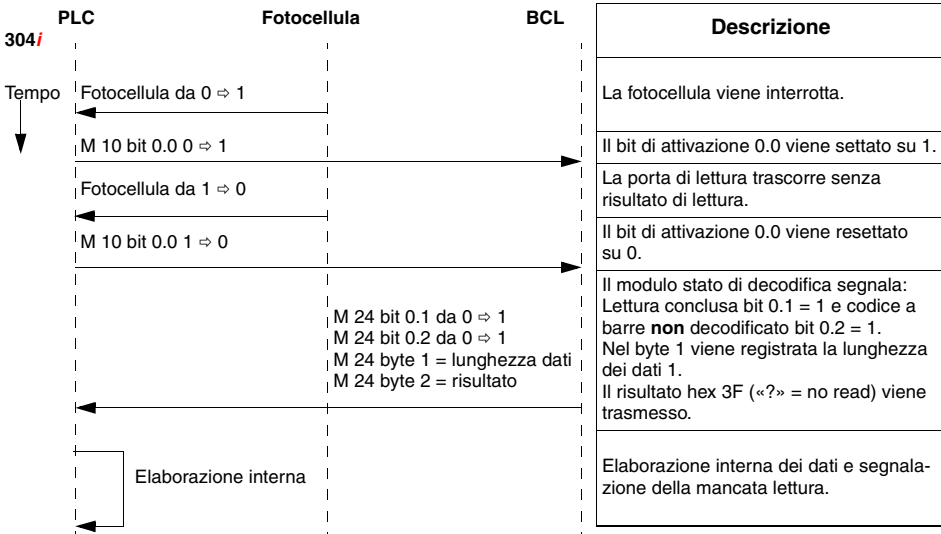 PLC Fotocellula BCL
304i
Descrizione
Tempo Fotocellula da 0 ⇨ 1
La fotocellula viene interrotta.
M 10 bit 0.0 0 ⇨ 1
Il bit di attivazione 0.0 viene settato su 1.
Fotocellula da 1 ⇨ 0
La porta di lettura trascorre senza
risultato di lettura.
M 10 bit 0.0 1 ⇨ 0
Il bit di attivazione 0.0 viene resettato
su 0.
M 24 bit 0.1 da 0 ⇨ 1
M 24 bit 0.2 da 0 ⇨ 1
M 24 byte 1 = lunghezza dati
M 24 byte 2 = risultato
Il modulo stato di decodifica segnala:
Lettura conclusa bit 0.1 = 1 e codice a
barre non decodificato bit 0.2 = 1.
Nel byte 1 viene registrata la lunghezza
dei dati 1.
Il risultato hex 3F («?» = no read) viene
trasmesso.
Elaborazione interna
Elaborazione interna dei dati e segnala-
zione della mancata lettura.